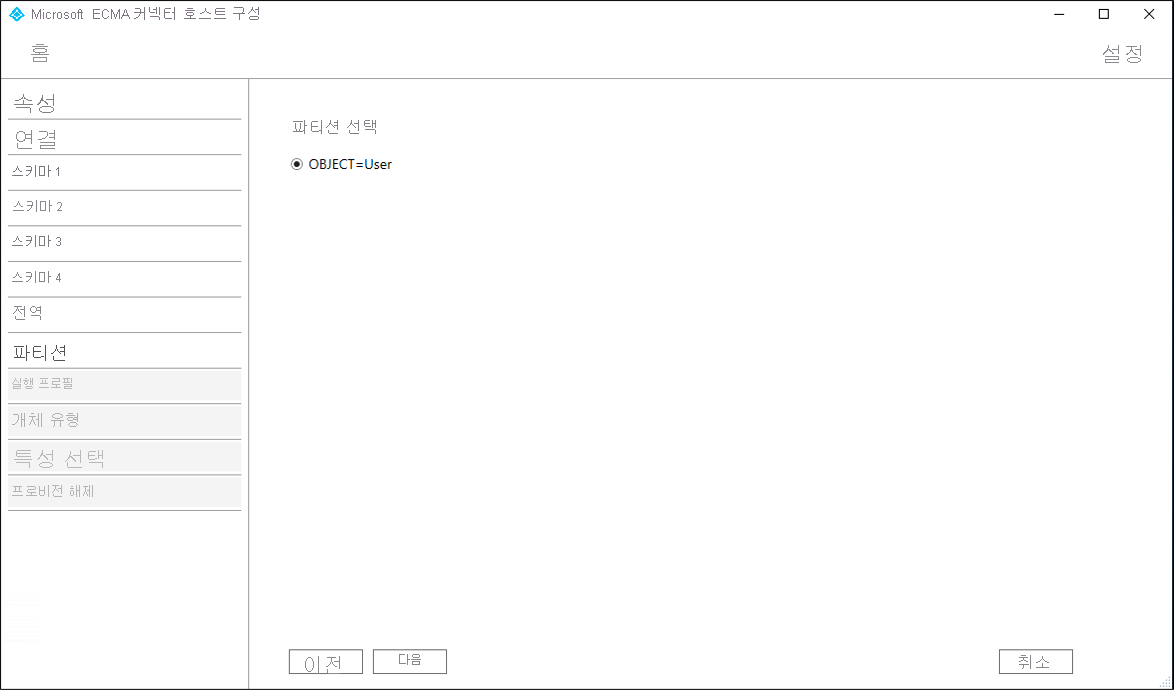 Microsoft ECMA 커넥터 호스트 구성
홈
설정
속성
연결
스키마 1
스키마 2
스키마 3
스키마 4
전역
파티션
실행 프로필
개체 유형
특성 선택
프로비전 해제
파티션 선택
OBJECT=User
이전
다음
취소